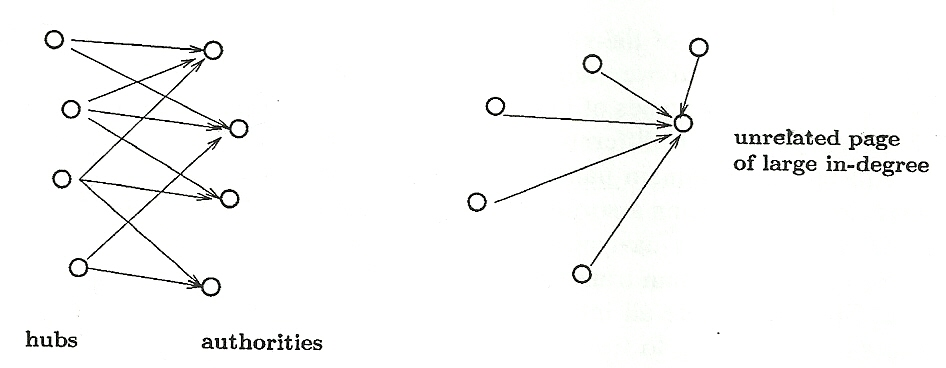 unrelated page
of large in-degree
hubs
authorities